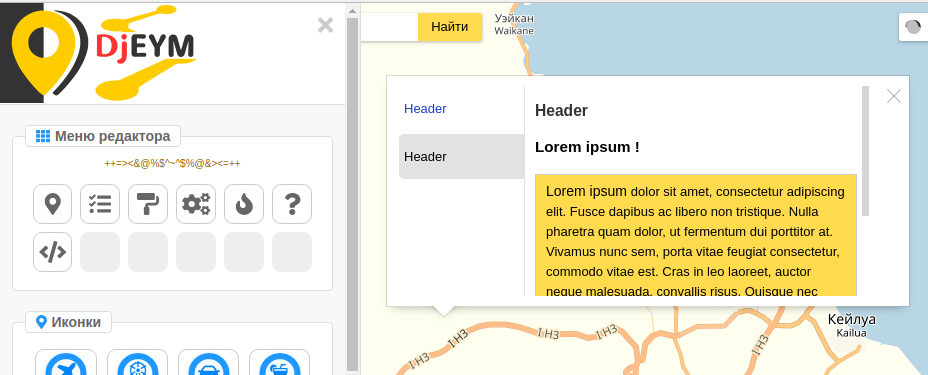 DjEYM
Меню редактора
++=><&@%$^~^$%@&><=++
Иконки
Найти
Уэйкан
Waikane
Header
Header
Header
Lorem ipsum !
Lorem ipsum dolor sit amet, consectetur adipiscing
elit. Fusce dapibus ac libero non tristique. Nulla
pharetra quam dolor, ut fermentum dui porttitor at.
Vivamus nunc sem, porta vitae feugiat consectetur,
commodo vitae est. Cras in leo laoreet, auctor
neque malesuada, convallis risus. Quisque nec
Кейлуа
Kailua
I H3
I H3
I H3
I H3
I H3